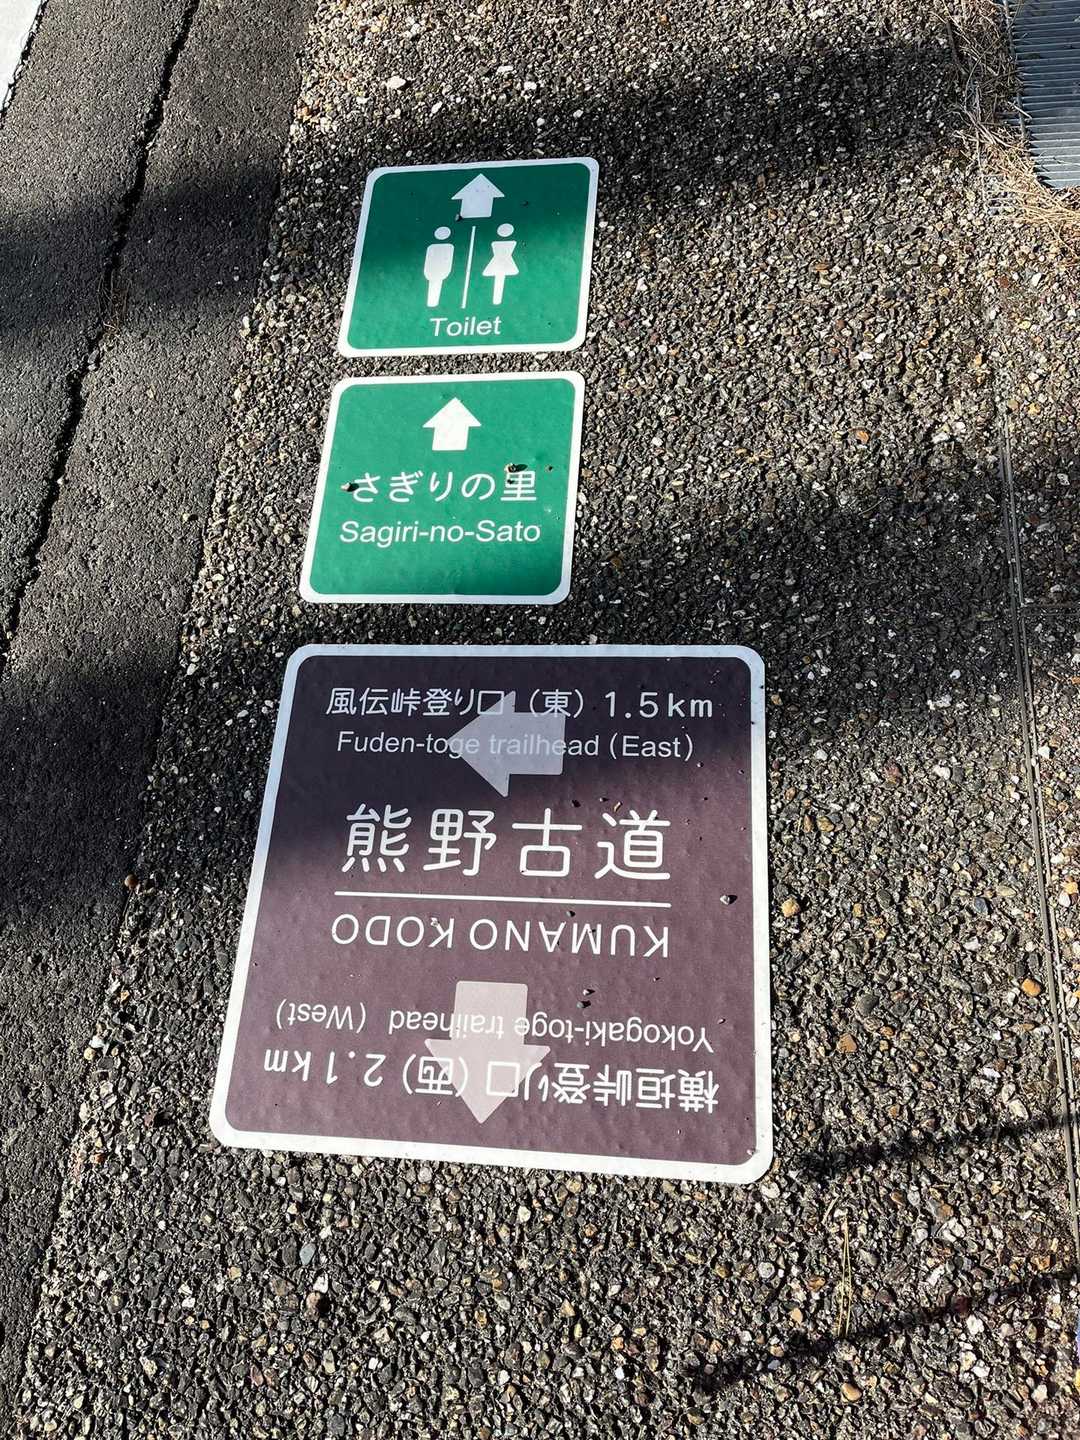 Toilet
さぎりの里
Sagiri-no-Sato
風伝峠登り口（東）1.5km
Fuden-toge trailhead (East)
熊野古道
KUMANO KODO
横垣峠登り口（西）2.1km
Yokogaki-toge trailhead (West)